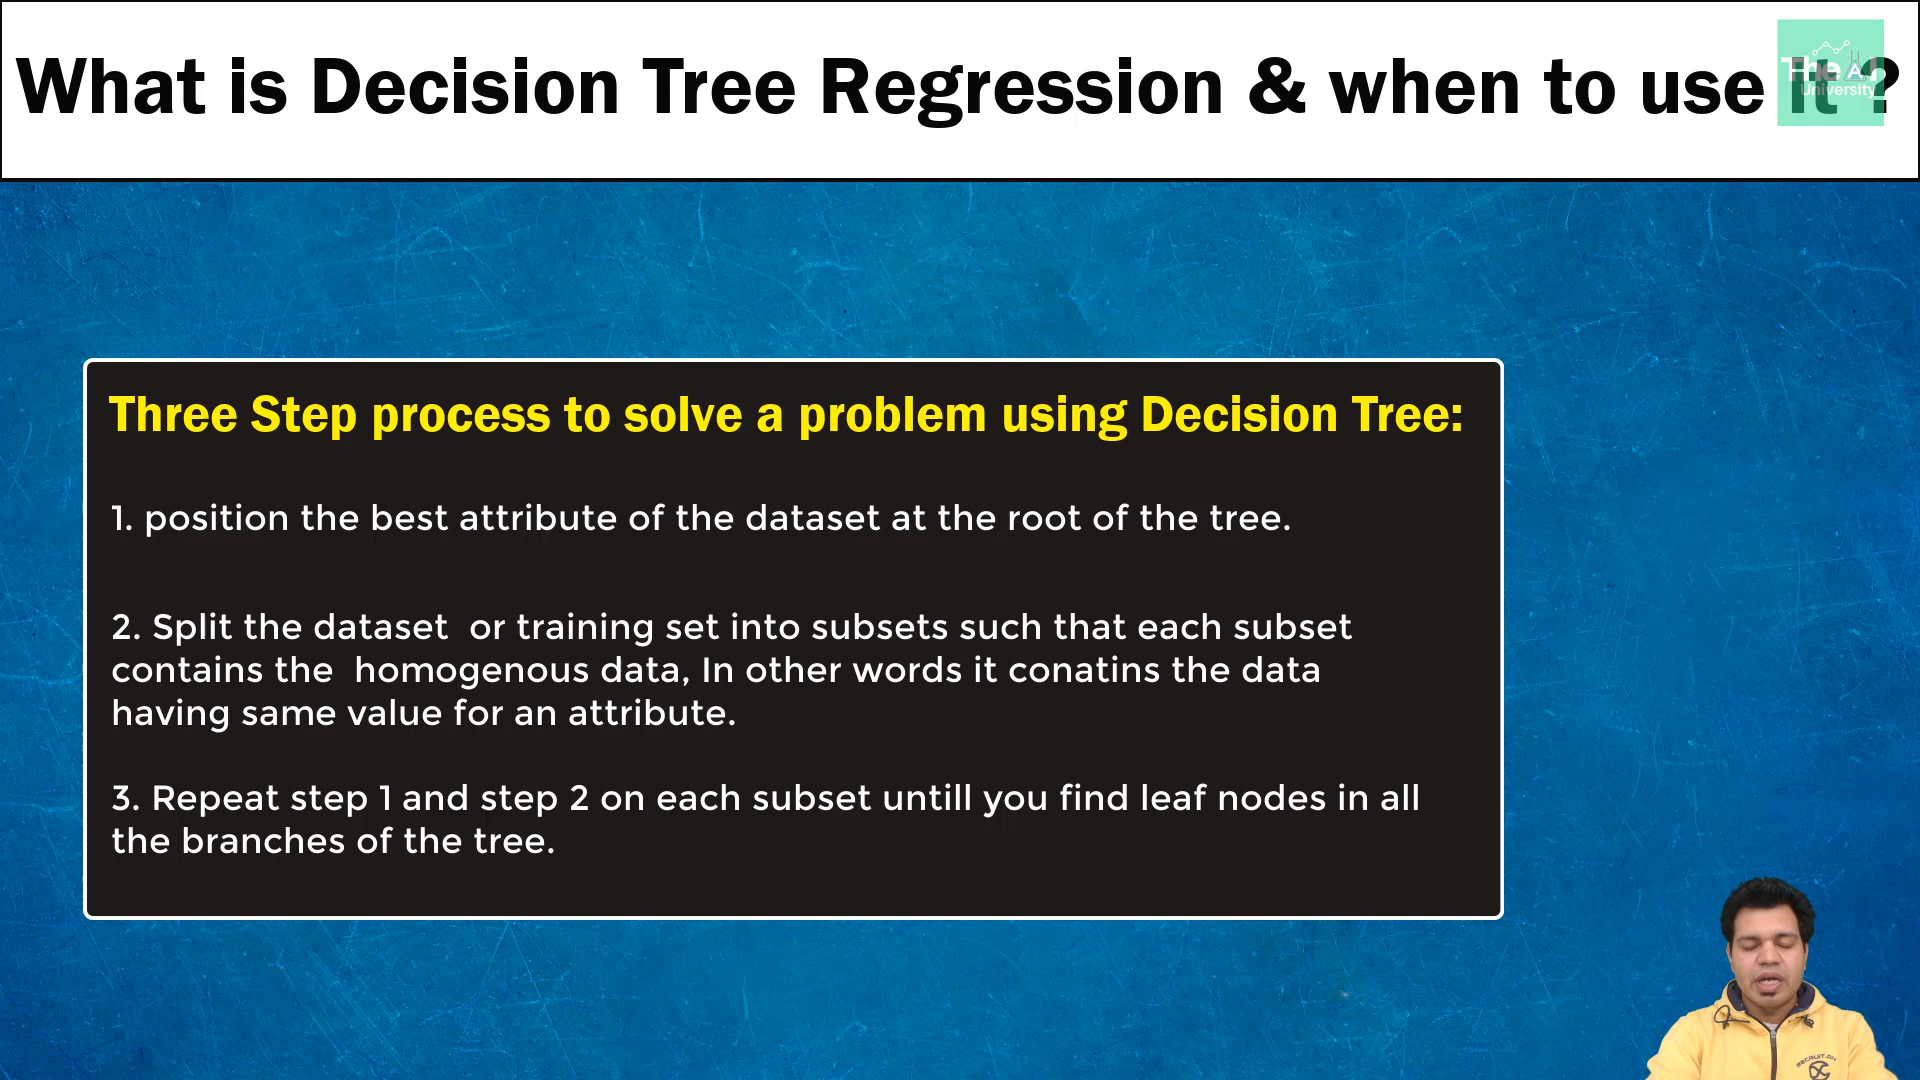 What is Decision Tree Regression & when to use it ?
The AI
University
Three Step process to solve a problem using Decision Tree:
1. position the best attribute of the dataset at the root of the tree.
2. Split the dataset  or training set into subsets such that each subset
contains the  homogenous data, In other words it conatins the data
having same value for an attribute.
3. Repeat step 1 and step 2 on each subset untill you find leaf nodes in all
the branches of the tree.